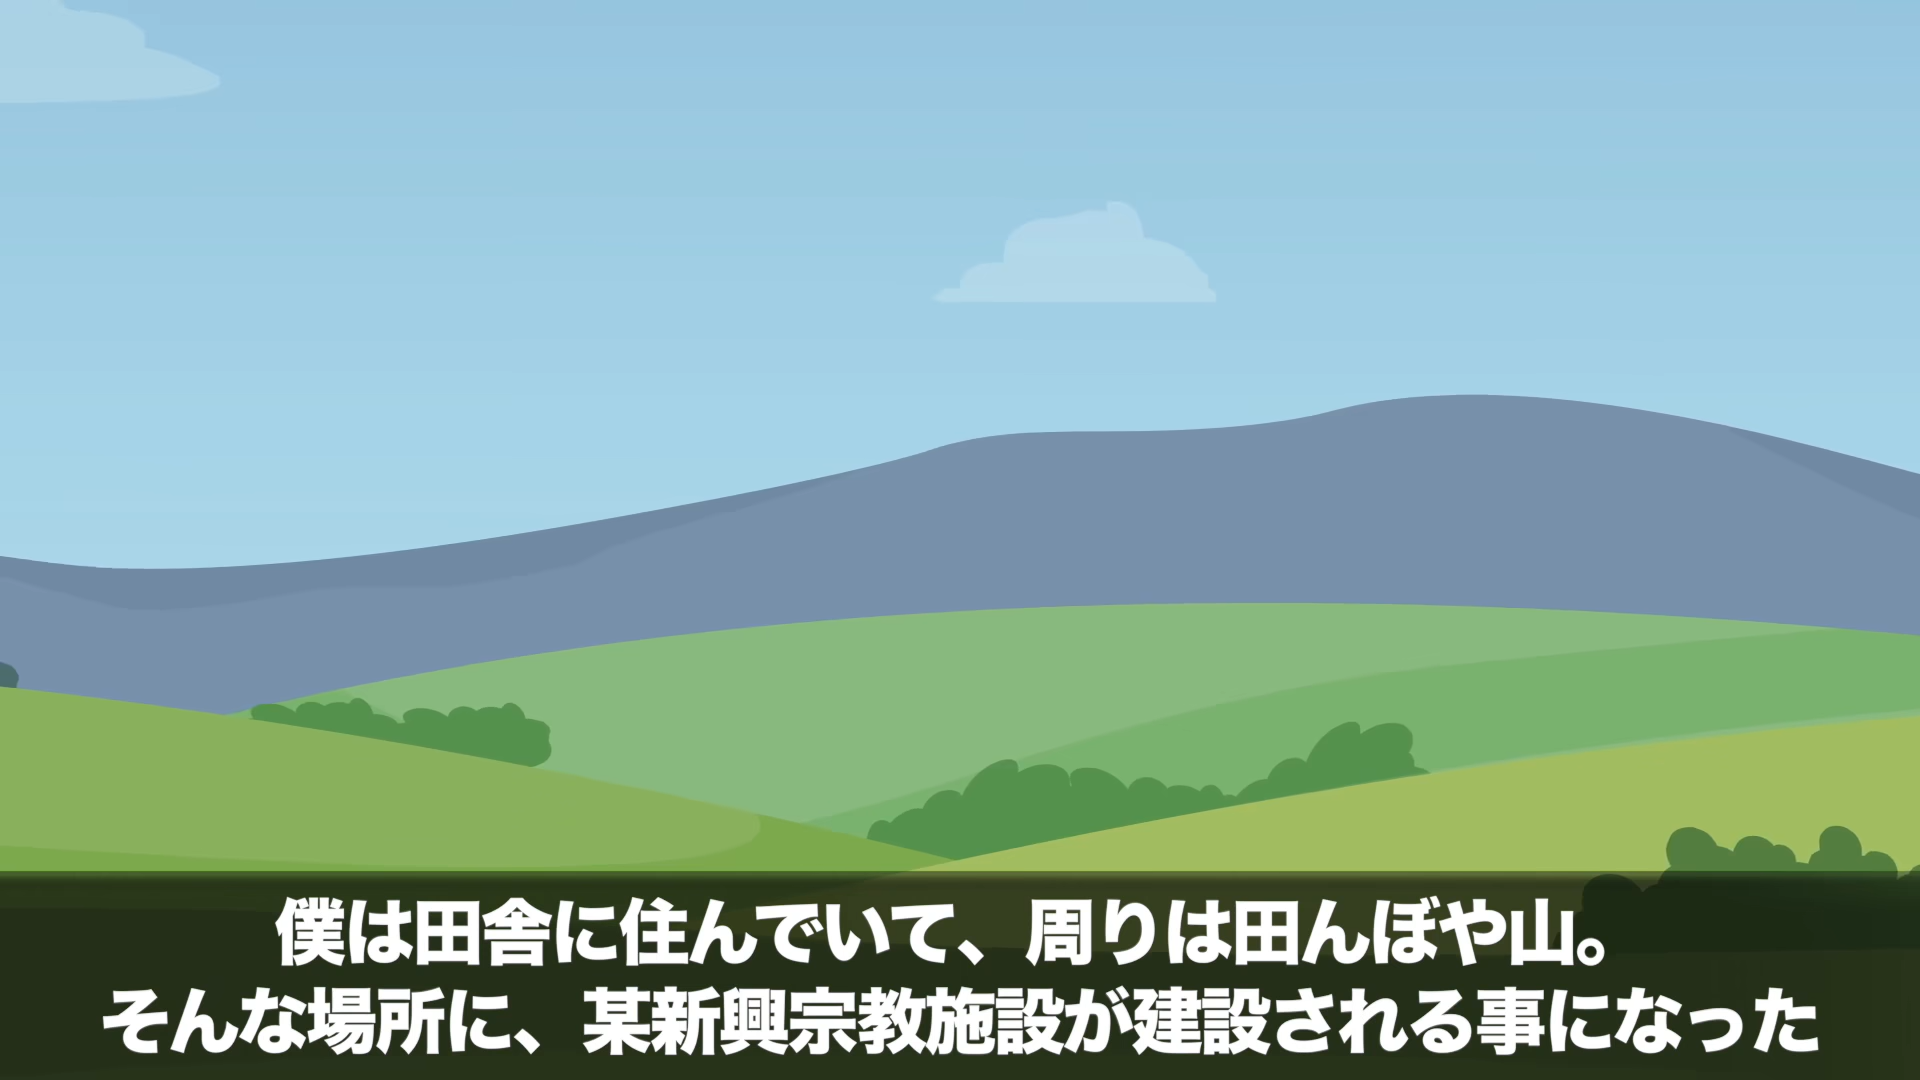 僕は田舎に住んでいて、周りは田んぼや山。
そんな場所に、某新興宗教施設が建設される事になった